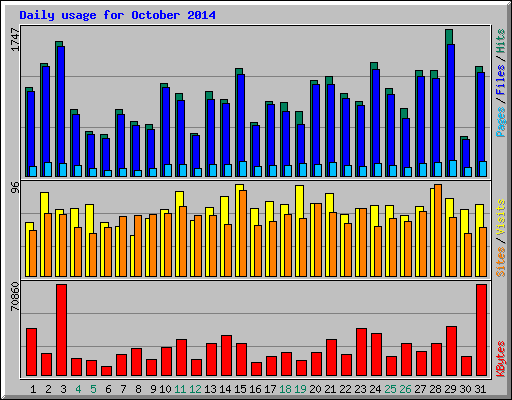 Daily usage for October 2014
1747
Pages / Files / Hits
96
Sites / Visits
70860
KBytes
1 2 3 4 5 6 7 8 9 10 11 12 13 14 15 16 17 18 19 20 21 22 23 24 25 26 27 28 29 30 31